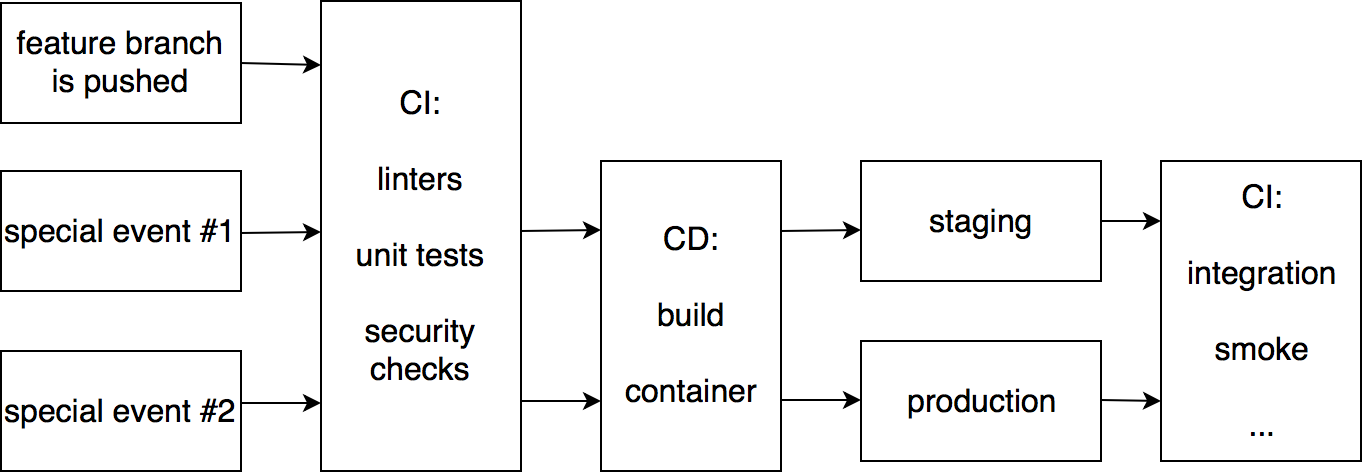 feature branch
is pushed
special event #1
special event #2
CI:
linters
unit tests
security
checks
CD:
build
container
staging
production
CI:
integration
smoke
...